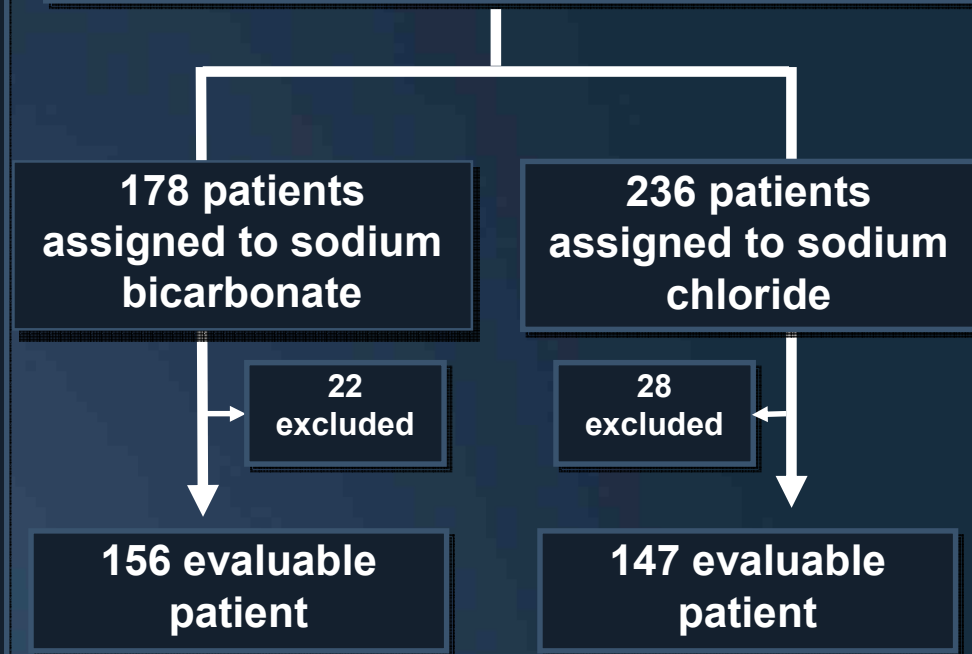 178 patients
assigned to sodium
bicarbonate
236 patients
assigned to sodium
chloride
22
excluded
28
excluded
156 evaluable
patient
147 evaluable
patient